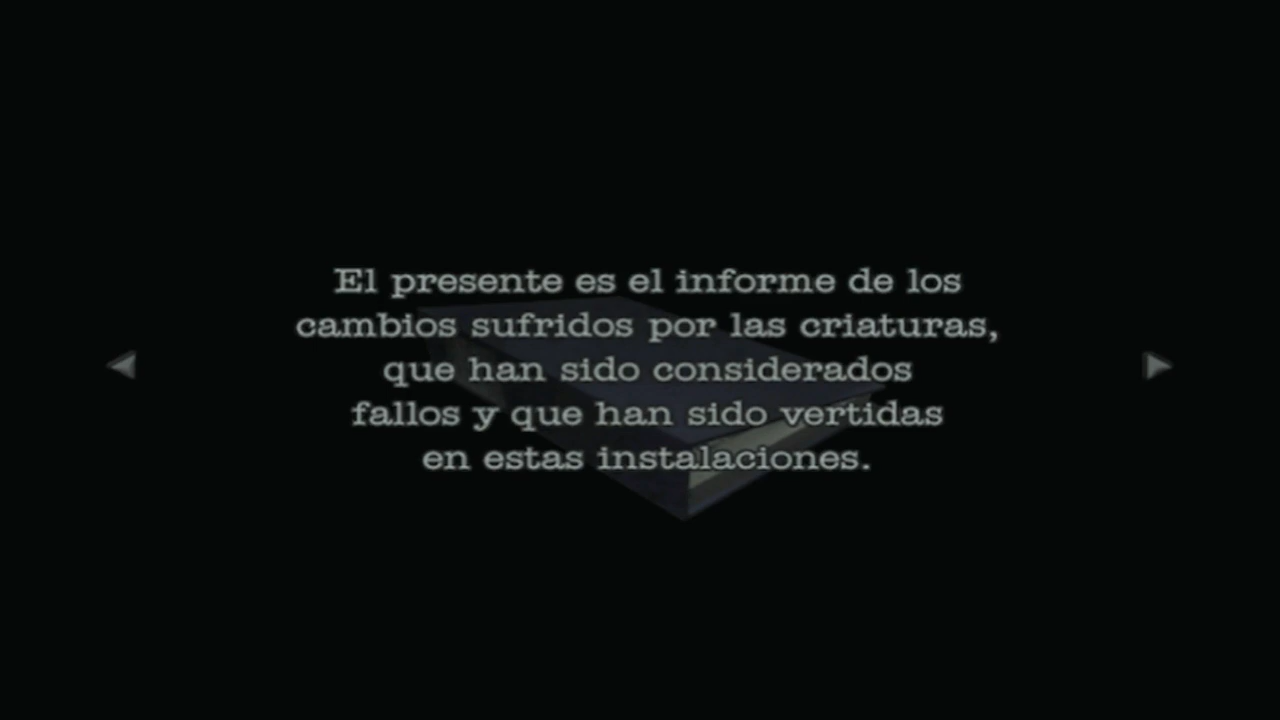 El presente es el informe de los
cambios sufridos por las criaturas,
que han sido considerados
fallos y que han sido vertidas
en estas instalaciones.